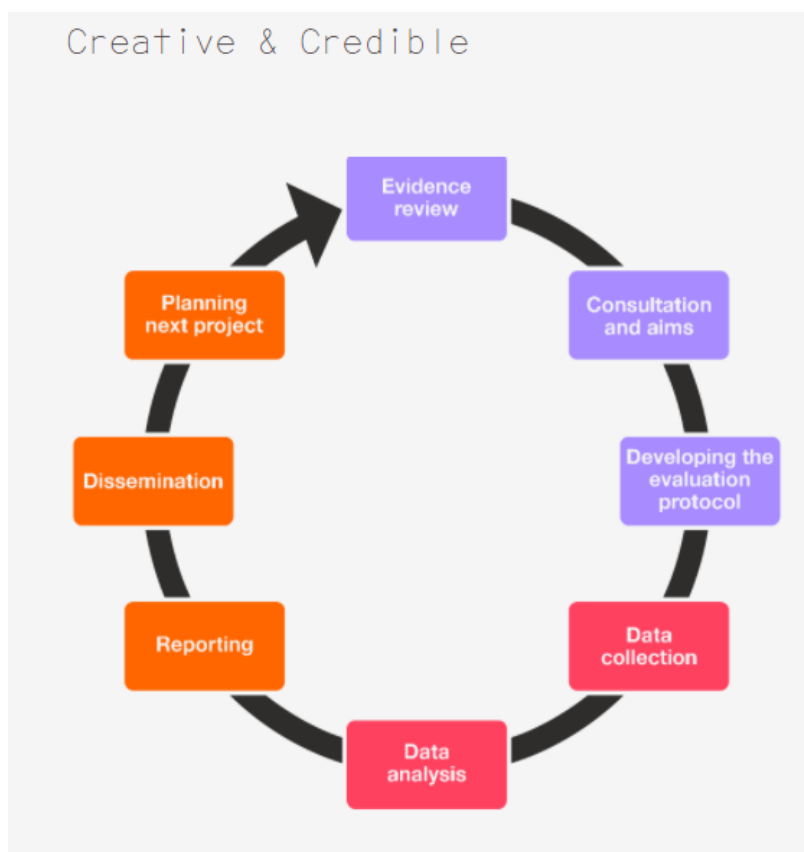 Creative & Credible
Evidence
review
Consultation
and aims
Developing the
evaluation
protocol
Data
collection
Data
analysis
Reporting
Dissemination
Planning
next project